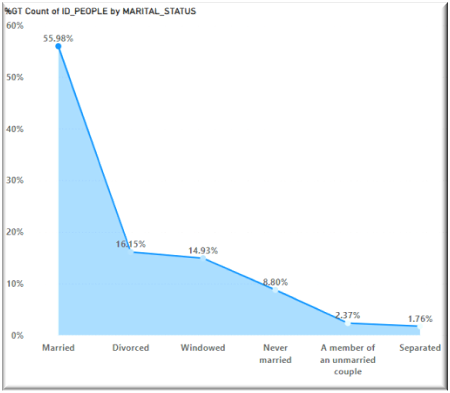 %GT Count of ID_PEOPLE by MARITAL_STATUS
60%
55.98%
50%
40%
30%
20%
16.15%
14.93%
10%
8.80%
2.37%
1.76%
0%
Married
Divorced
Windowed
Never
married
A member of
an unmarried
couple
Separated